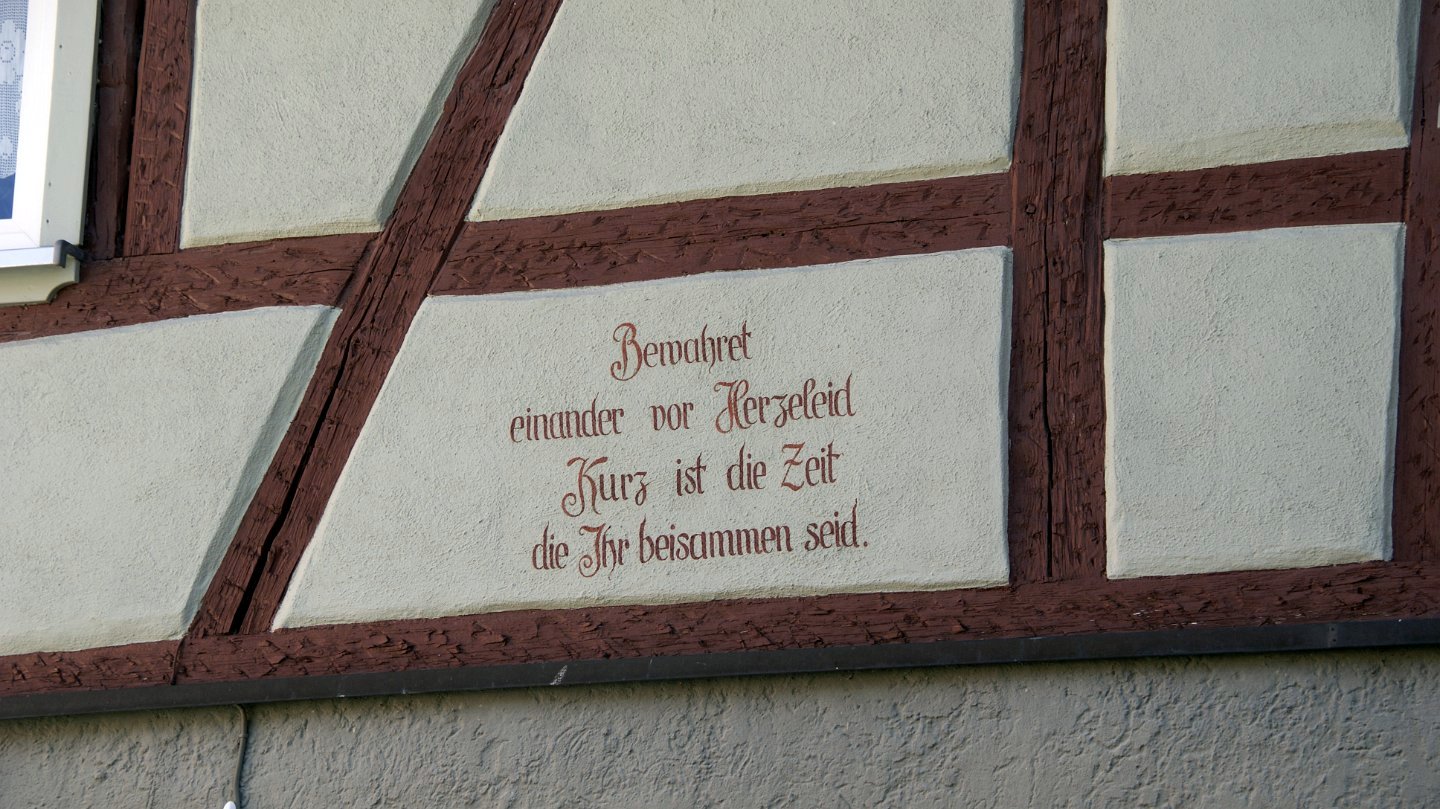 Bewahret
einander vor Herzeleid
Kurz ist die Zeit
die Ihr beisammen seid.